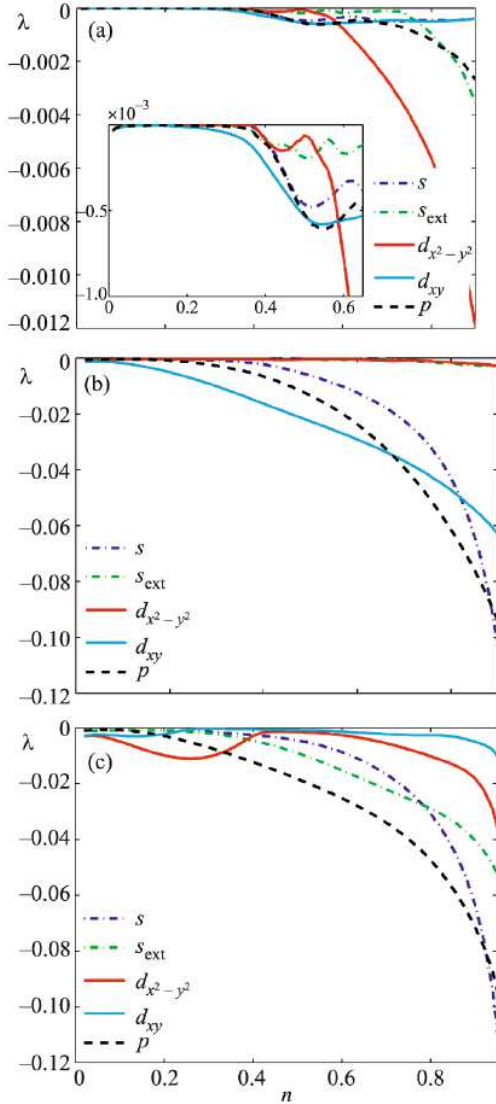 λ
0
(a)
–0.002
–0.004
–0.006
–0.008
–0.010
–0.012
×10⁻³
–0.5
–1.0
0
0.2
0.4
0.6
s
s_ext
d_{x² – y²}
d_{xy}
p
λ
0
(b)
–0.02
–0.04
–0.06
–0.08
–0.10
–0.12
s
s_ext
d_{x² – y²}
d_{xy}
p
λ
0
(c)
–0.02
–0.04
–0.06
–0.08
–0.10
–0.12
s
s_ext
d_{x² – y²}
d_{xy}
p
0
0.2
0.4
0.6
0.8
n